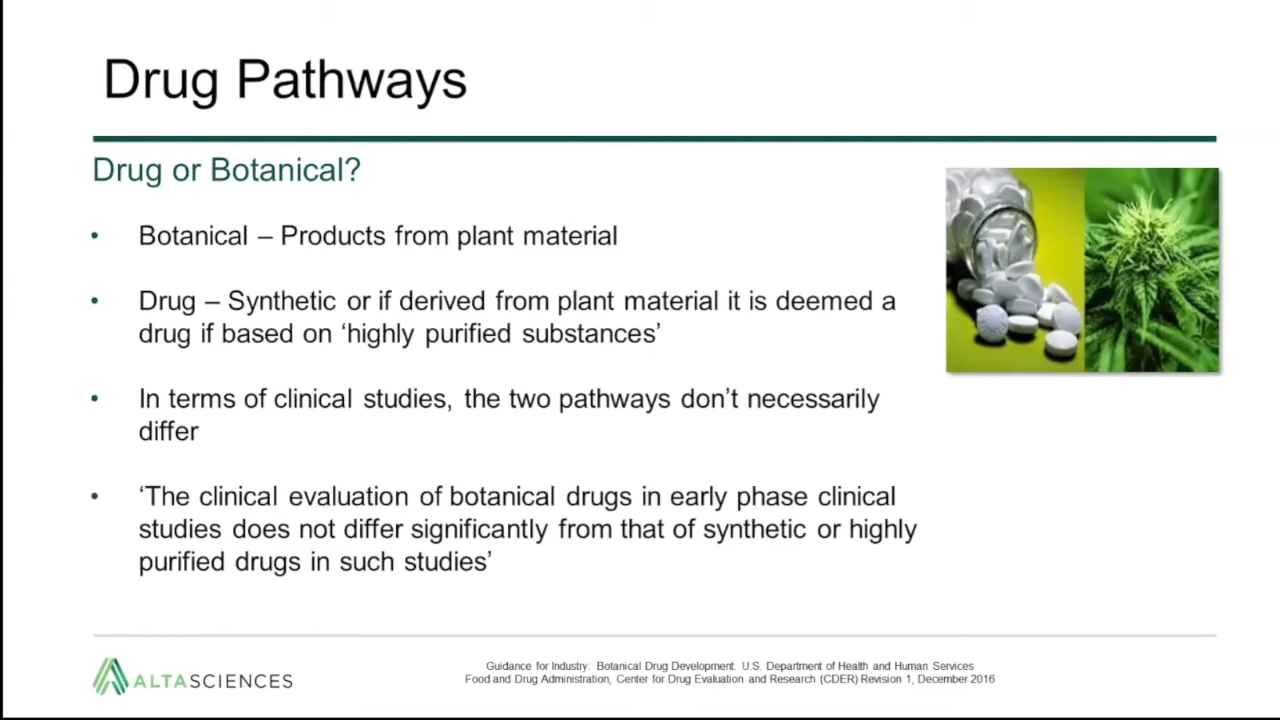 Drug Pathways
Drug or Botanical?
• Botanical – Products from plant material
• Drug – Synthetic or if derived from plant material it is deemed a
drug if based on ‘highly purified substances’
• In terms of clinical studies, the two pathways don’t necessarily
differ
• ‘The clinical evaluation of botanical drugs in early phase clinical
studies does not differ significantly from that of synthetic or highly
purified drugs in such studies’
ALTASCIENCES
Guidance for Industry: Botanical Drug Development. U.S. Department of Health and Human Services
Food and Drug Administration, Center for Drug Evaluation and Research (CDER) Revision 1, December 2016